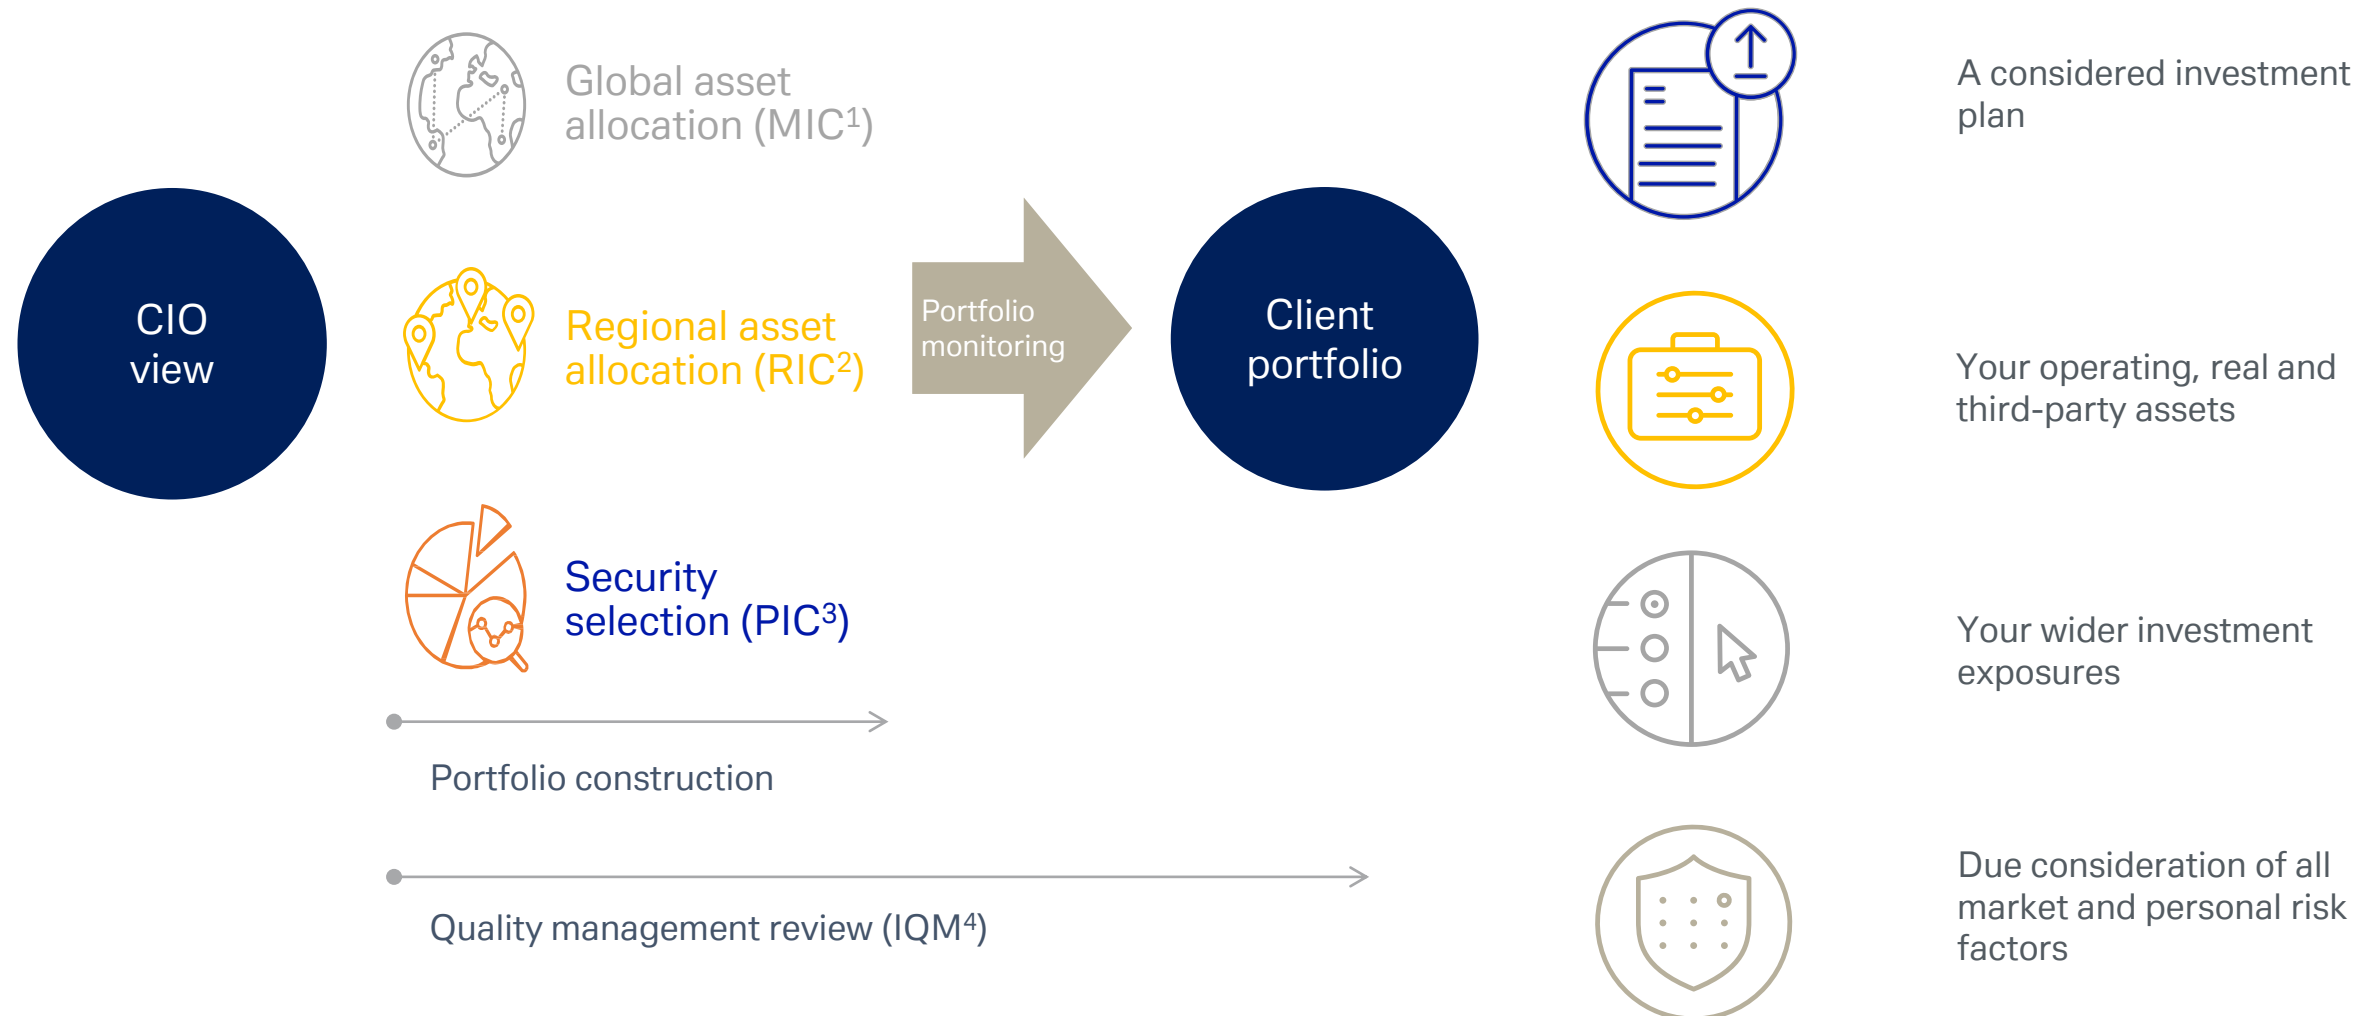 CIO
view
Global asset
allocation (MIC¹)
Regional asset
allocation (RIC²)
Security
selection (PIC³)
Portfolio
monitoring
Client
portfolio
Portfolio construction
Quality management review (IQM⁴)
A considered investment
plan
Your operating, real and
third-party assets
Your wider investment
exposures
Due consideration of all
market and personal risk
factors